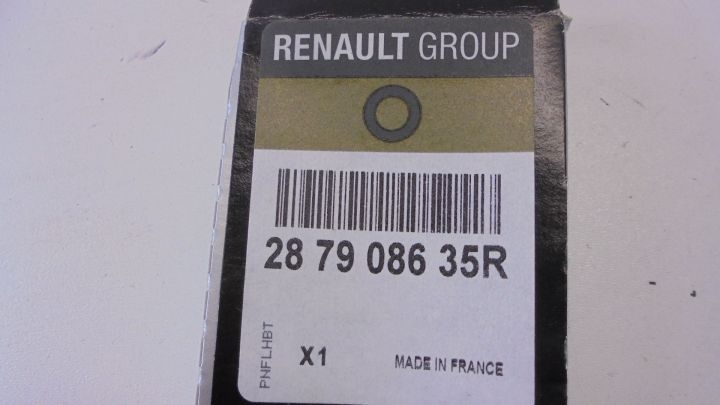 RENAULT GROUP
28 79 086 35R
PNFLHBT
X1
MADE IN FRANCE